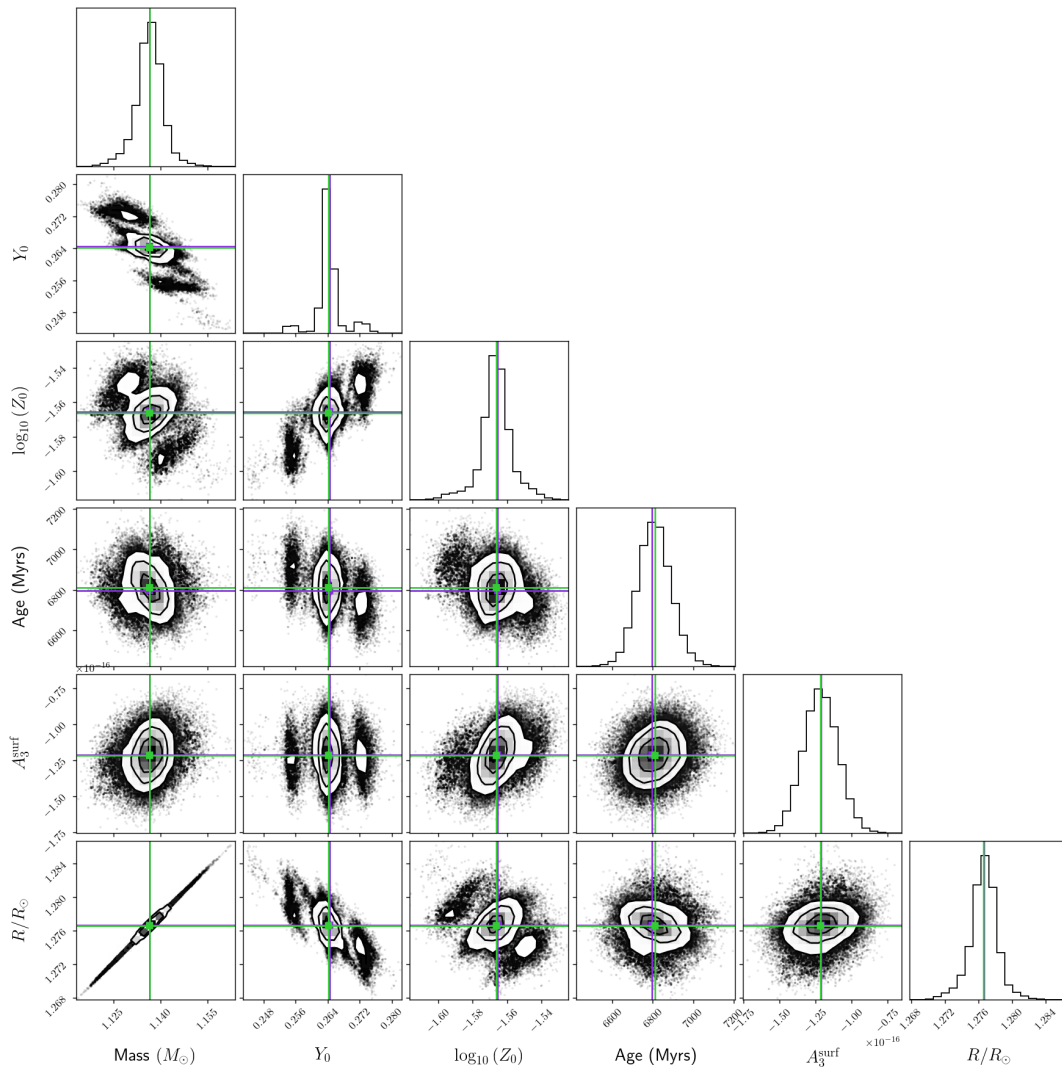 0.280
0.272
0.264
0.256
0.248
Y₀
−1.54
−1.56
−1.58
−1.60
log₁₀(Z₀)
7200
7000
6800
6600
Age (Myrs)
×10⁻¹⁶
−0.75
−1.00
−1.25
−1.50
−1.75
A₃ˢᵘʳᶠ
1.284
1.280
1.276
1.272
1.268
R/R⊙
1.125 1.140 1.155
0.248 0.256 0.264 0.272 0.280
−1.60 −1.58 −1.56 −1.54
6600 6800 7000 7200
−1.75 −1.50 −1.25 −1.00 −0.75
×10⁻¹⁶
1.268 1.272 1.276 1.280 1.284
Mass (M⊙) Y₀ log₁₀(Z₀) Age (Myrs) A₃ˢᵘʳᶠ R/R⊙